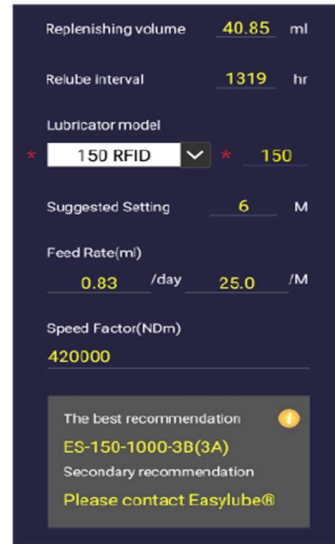 Replenishing volume 40.85 ml
Relube interval 1319 hr
Lubricator model
* 150 RFID * 150
Suggested Setting 6 M
Feed Rate(ml)
0.83 /day 25.0 /M
Speed Factor(NDm)
420000
The best recommendation i
ES-150-1000-3B(3A)
Secondary recommendation
Please contact Easylube®